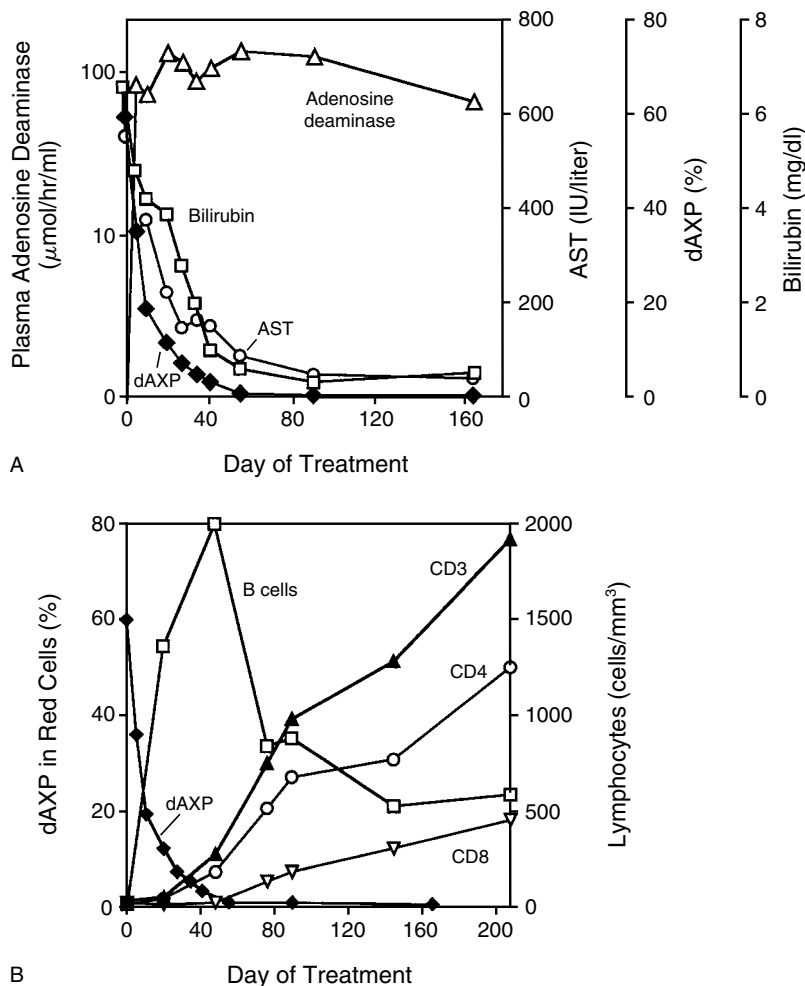 Plasma Adenosine Deaminase
(μmol/hr/ml)
100
10
0
Adenosine
deaminase
Bilirubin
AST
dAXP
0
40
80
120
160
Day of Treatment
800
600
400
200
0
AST (IU/liter)
80
60
40
20
0
dAXP (%)
8
6
4
2
0
Bilirubin (mg/dl)
A
dAXP in Red Cells (%)
80
60
40
20
0
B cells
dAXP
CD3
CD4
CD8
0
40
80
120
160
200
Day of Treatment
2000
1500
1000
500
0
Lymphocytes (cells/mm³)
B